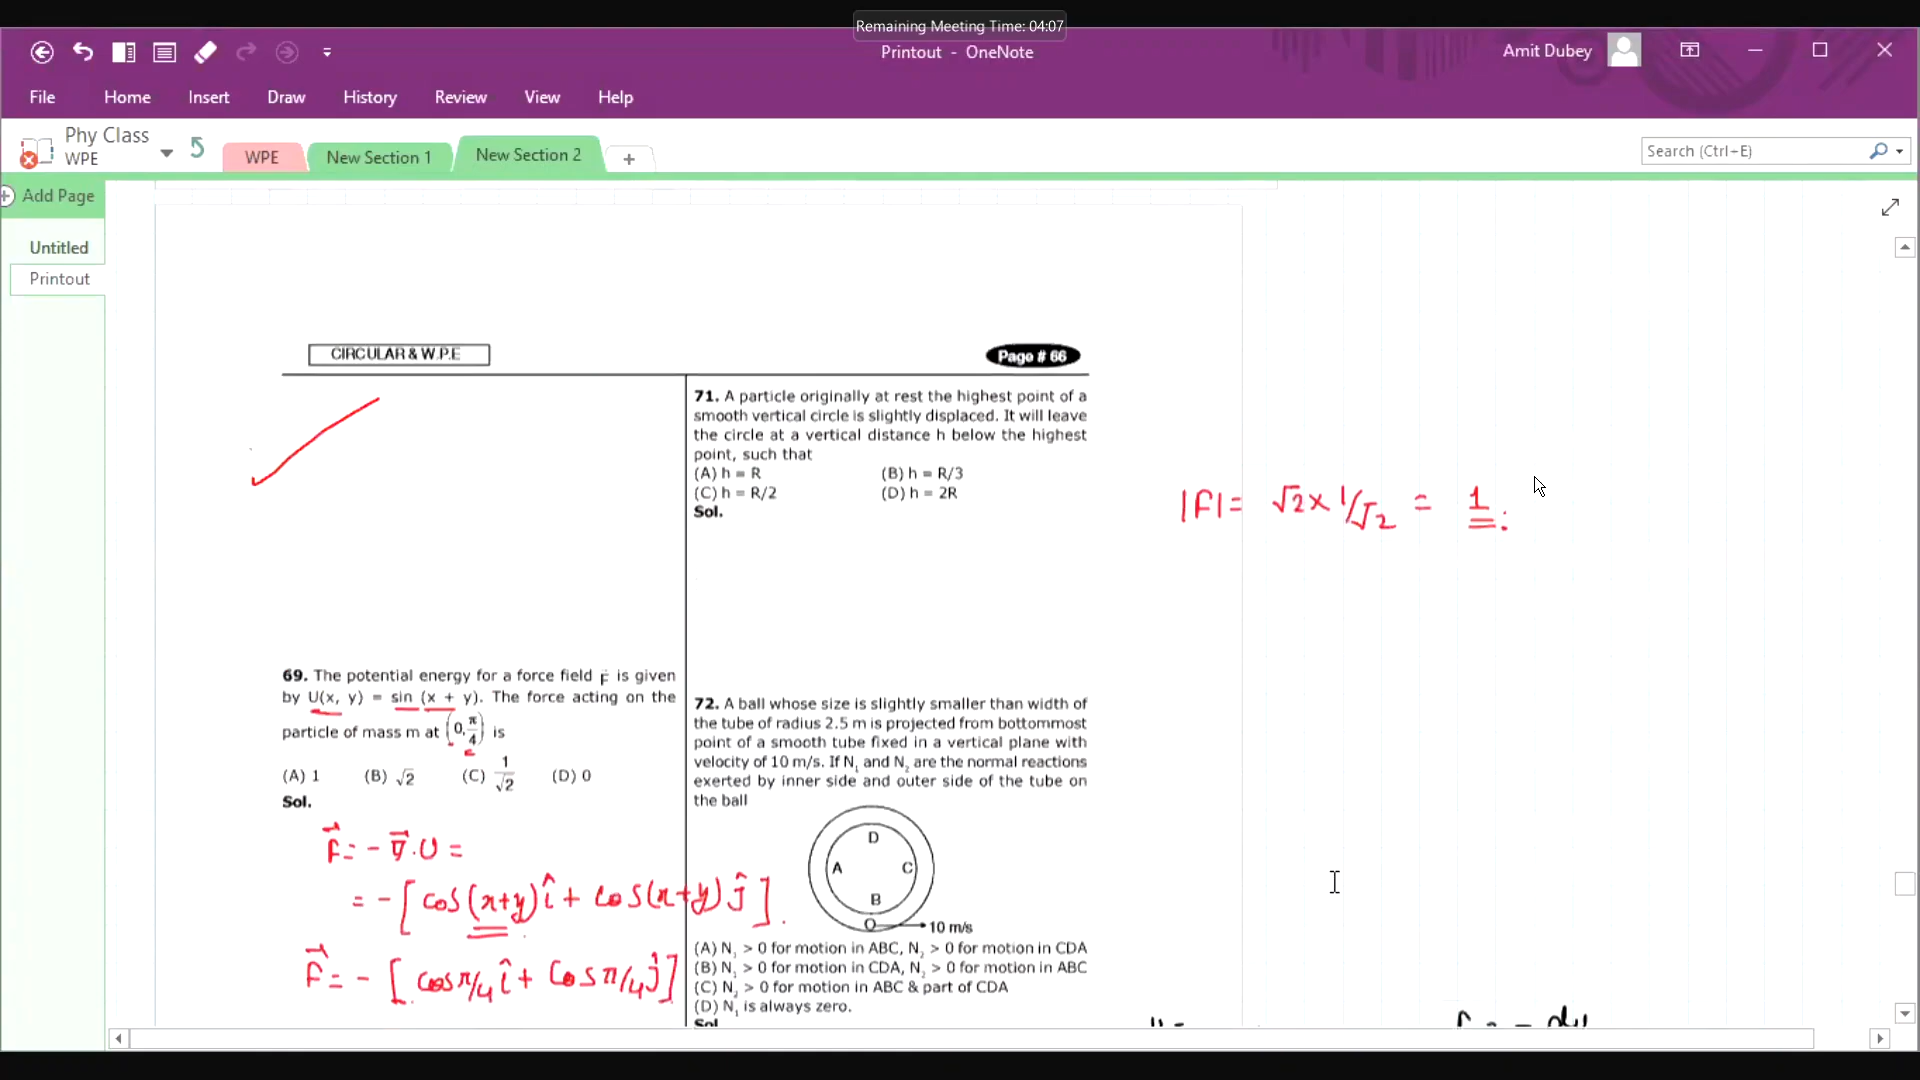 Remaining Meeting Time: 04:07
Printout - OneNote
Amit Dubey
File Home Insert Draw History Review View Help
Phy Class
WPE
WPE New Section 1 New Section 2 +
Search (Ctrl+E)
Add Page
Untitled
Printout
CIRCULAR & W.P.E
Page # 66
69. The potential energy for a force field F⃗ is given
by U(x, y) = sin (x + y). The force acting on the
particle of mass m at (0, π/4) is
(A) 1 (B) √2 (C) 1/√2 (D) 0
Sol.
F⃗ = - ∇⃗.U =
= - [cos(x+y)î + cos(x+y)ĵ].
F⃗ = - [cosπ/4 î + Cosπ/4 ĵ]
71. A particle originally at rest the highest point of a
smooth vertical circle is slightly displaced. It will leave
the circle at a vertical distance h below the highest
point, such that
(A) h = R (B) h = R/3
(C) h = R/2 (D) h = 2R
Sol.
|F| = √2 x 1/√2 = 1.
72. A ball whose size is slightly smaller than width of
the tube of radius 2.5 m is projected from bottommost
point of a smooth tube fixed in a vertical plane with
velocity of 10 m/s. If N₁ and N₂ are the normal reactions
exerted by inner side and outer side of the tube on
the ball
D
A C
B
O 10 m/s
(A) N₁ > 0 for motion in ABC, N₂ > 0 for motion in CDA
(B) N₁ > 0 for motion in CDA, N₂ > 0 for motion in ABC
(C) N₂ > 0 for motion in ABC & part of CDA
(D) N₁ is always zero.
Sol